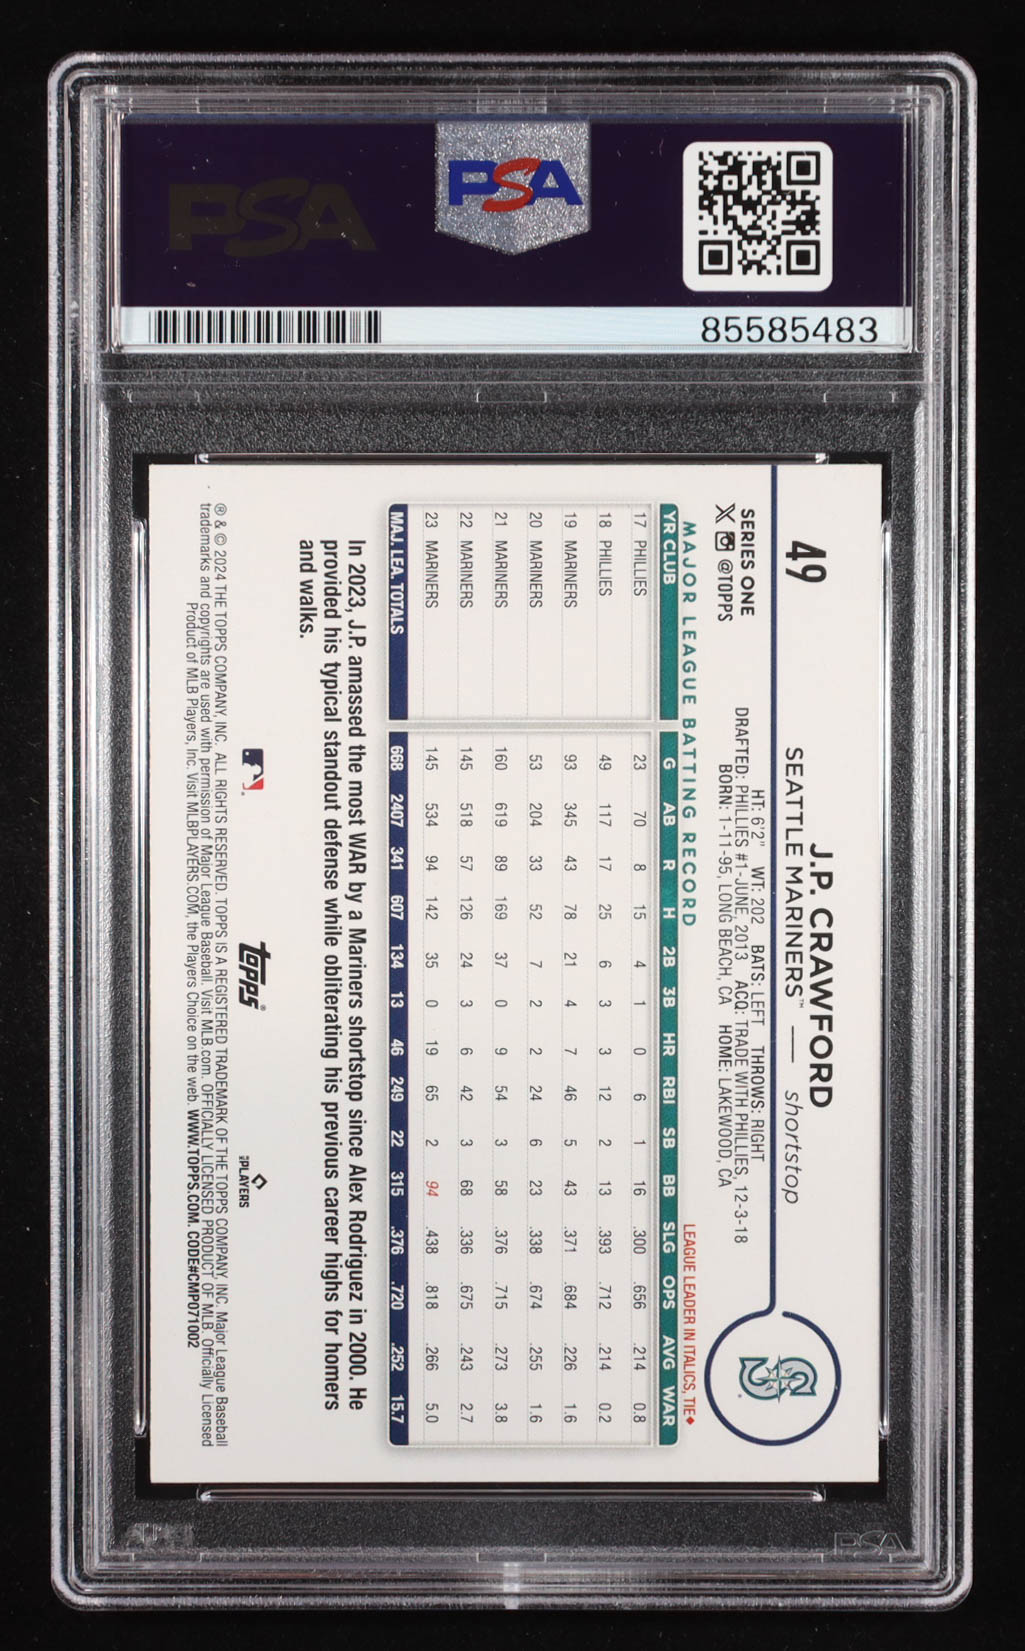 PSA
PSA
85585483
49
J.P. CRAWFORD
SEATTLE MARINERS™ — shortstop
SERIES ONE
X @TOPPS
HT: 6'2" WT: 202 BATS: LEFT THROWS: RIGHT
DRAFTED: PHILLIES #1-JUNE, 2013 ACQ: TRADE WITH PHILLIES, 12-3-18
BORN: 1-11-95, LONG BEACH, CA HOME: LAKEWOOD, CA
S
MAJOR LEAGUE BATTING RECORD LEAGUE LEADER IN ITALICS, TIE◆
YR CLUB G AB R H 2B 3B HR RBI SB BB SLG OPS AVG WAR
17 PHILLIES 23 70 8 15 4 1 0 6 1 16 .300 .656 .214 0.8
18 PHILLIES 49 117 17 25 6 3 3 12 2 13 .393 .712 .214 0.2
19 MARINERS 93 345 43 78 21 4 7 46 5 43 .371 .684 .226 1.6
20 MARINERS 53 204 33 52 7 2 2 24 6 23 .338 .674 .255 1.6
21 MARINERS 160 619 89 169 37 0 9 54 3 58 .376 .715 .273 3.8
22 MARINERS 145 518 57 126 24 3 6 42 3 68 .336 .675 .243 2.7
23 MARINERS 145 534 94 142 35 0 19 65 2 94 .438 .818 .266 5.0
MAJ. LEA. TOTALS 668 2407 341 607 134 13 46 249 22 315 .376 .720 .252 15.7
In 2023, J.P. amassed the most WAR by a Mariners shortstop since Alex Rodriguez in 2000. He
provided his typical standout defense while obliterating his previous career highs for homers
and walks.
topps®
MLB PLAYERS
® & © 2024 THE TOPPS COMPANY, INC. ALL RIGHTS RESERVED. TOPPS IS A REGISTERED TRADEMARK OF THE TOPPS COMPANY, INC. Major League Baseball
trademarks and copyrights are used with permission of Major League Baseball. Visit MLB.com. OFFICIALLY LICENSED PRODUCT OF MLB. Officially Licensed
Product of MLB Players, Inc. Visit MLBPLAYERS.COM, the Players Choice on the web. WWW.TOPPS.COM. CODE#CMP071002
PSA